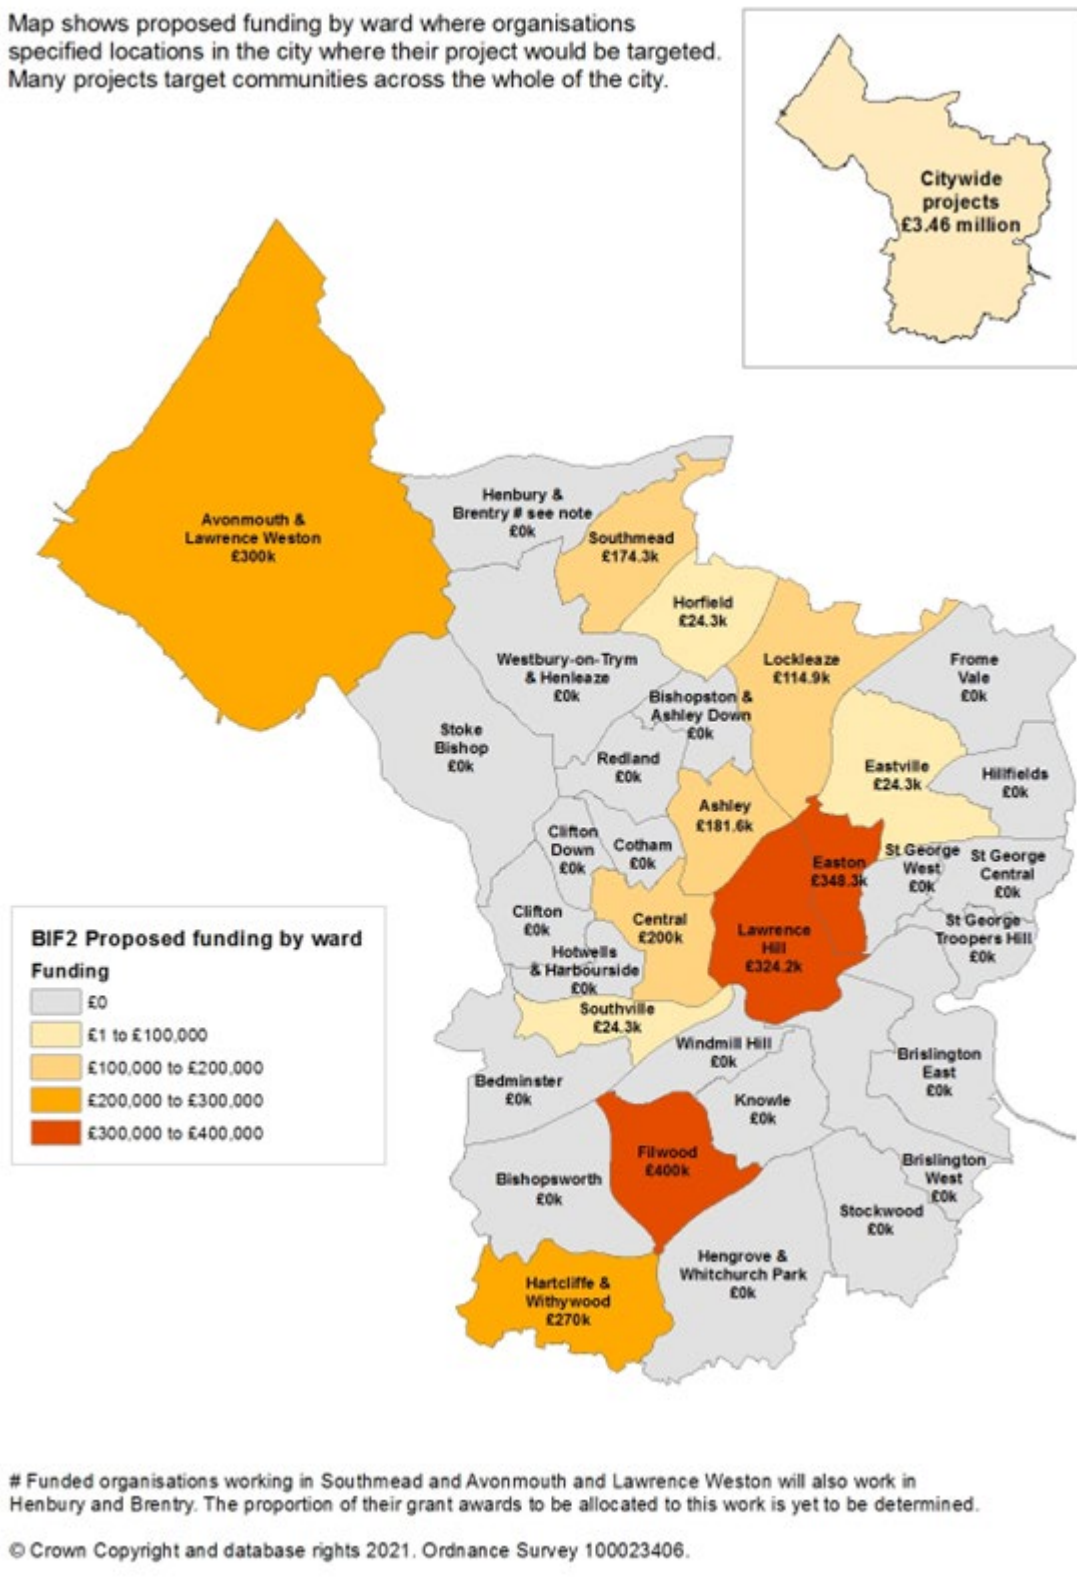 Map shows proposed funding by ward where organisations
specified locations in the city where their project would be targeted.
Many projects target communities across the whole of the city.
Citywide
projects
£3.46 million
Avonmouth &
Lawrence Weston
£300k
Henbury &
Brentry # see note
£0k
Southmead
£174.3k
Horfield
£24.3k
Lockleaze
£114.9k
Frome
Vale
£0k
Westbury-on-Trym
& Henleaze
£0k
Bishopston &
Ashley Down
£0k
Stoke
Bishop
£0k
Redland
£0k
Eastville
£24.3k
Hillfields
£0k
Ashley
£181.6k
Clifton
Down
£0k
Cotham
£0k
Easton
£348.3k
St George
West
£0k
St George
Central
£0k
Clifton
£0k
Central
£200k
Lawrence
Hill
£324.2k
St George
Troopers Hill
£0k
Hotwells
& Harbourside
£0k
Southville
£24.3k
Windmill Hill
£0k
Brislington
East
£0k
Bedminster
£0k
Knowle
£0k
Filwood
£400k
Bishopsworth
£0k
Brislington
West
£0k
Stockwood
£0k
Hengrove &
Whitchurch Park
£0k
Hartcliffe &
Withywood
£270k
BIF2 Proposed funding by ward
Funding
£0
£1 to £100,000
£100,000 to £200,000
£200,000 to £300,000
£300,000 to £400,000
# Funded organisations working in Southmead and Avonmouth and Lawrence Weston will also work in
Henbury and Brentry. The proportion of their grant awards to be allocated to this work is yet to be determined.
© Crown Copyright and database rights 2021. Ordnance Survey 100023406.